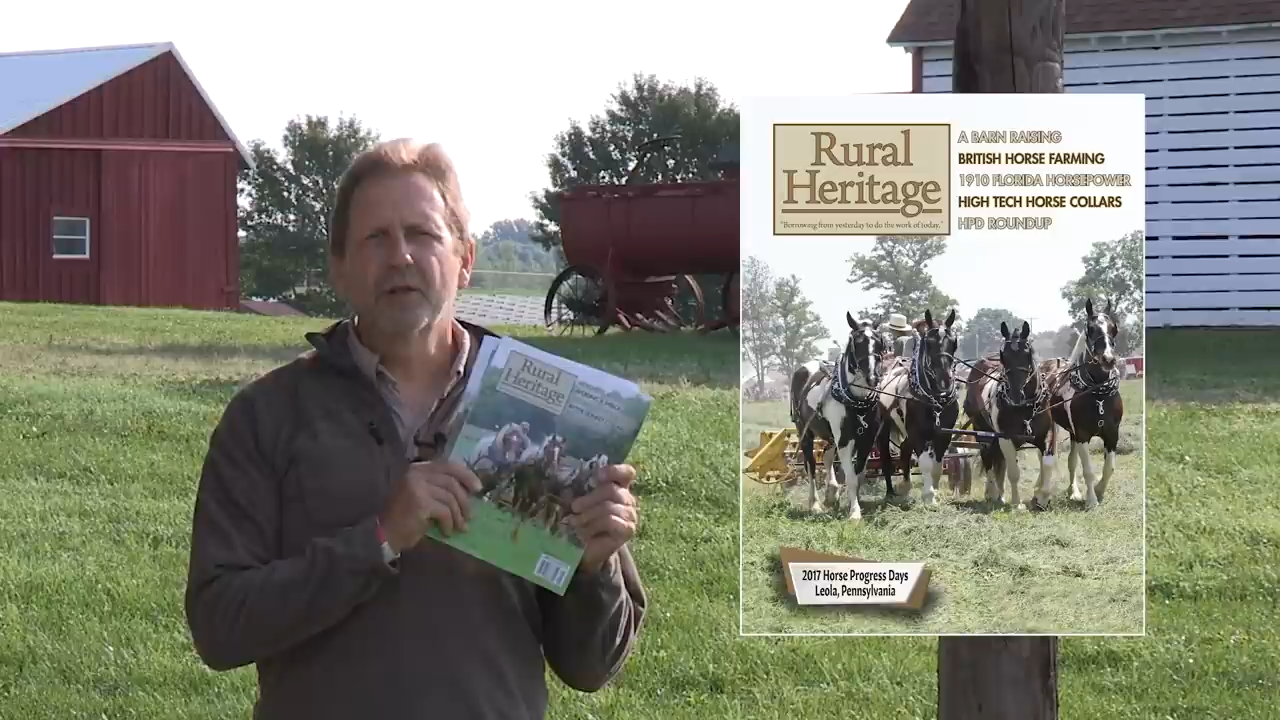 Rural
Heritage
Rural
Heritage
"Borrowing from yesterday to do the work of today."
A BARN RAISING
BRITISH HORSE FARMING
1910 FLORIDA HORSEPOWER
HIGH TECH HORSE COLLARS
HPD ROUNDUP
2017 Horse Progress Days
Leola, Pennsylvania